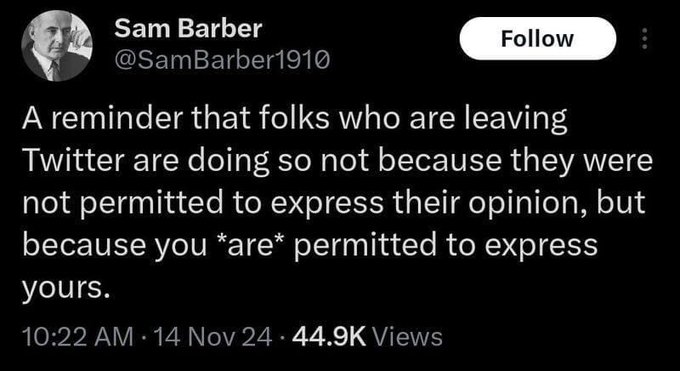 Sam Barber
@SamBarber1910
Follow
A reminder that folks who are leaving
Twitter are doing so not because they were
not permitted to express their opinion, but
because you *are* permitted to express
yours.
10:22 AM · 14 Nov 24 · 44.9K Views